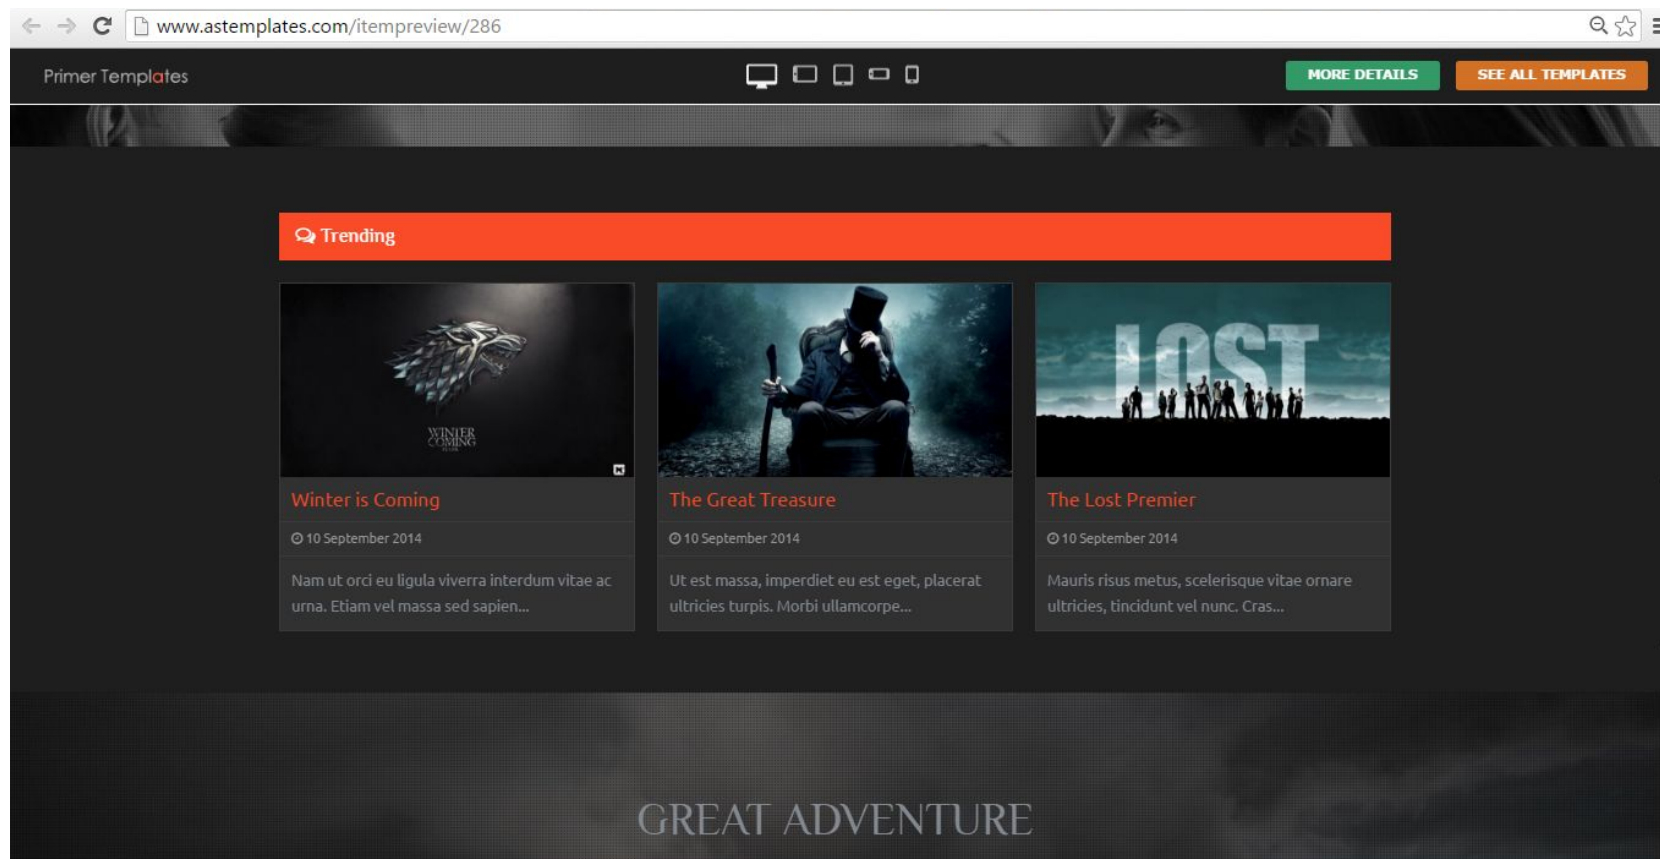 www.astemplates.com/itempreview/286
Primer Templates
MORE DETAILS
SEE ALL TEMPLATES
Trending
WINTER
COMING
LOST
Winter is Coming
The Great Treasure
The Lost Premier
10 September 2014
10 September 2014
10 September 2014
Nam ut orci eu ligula viverra interdum vitae ac
urna. Etiam vel massa sed sapien...
Ut est massa, imperdiet eu est eget, placerat
ultricies turpis. Morbi ullamcorpe...
Mauris risus metus, scelerisque vitae ornare
ultricies, tincidunt vel nunc. Cras...
GREAT ADVENTURE